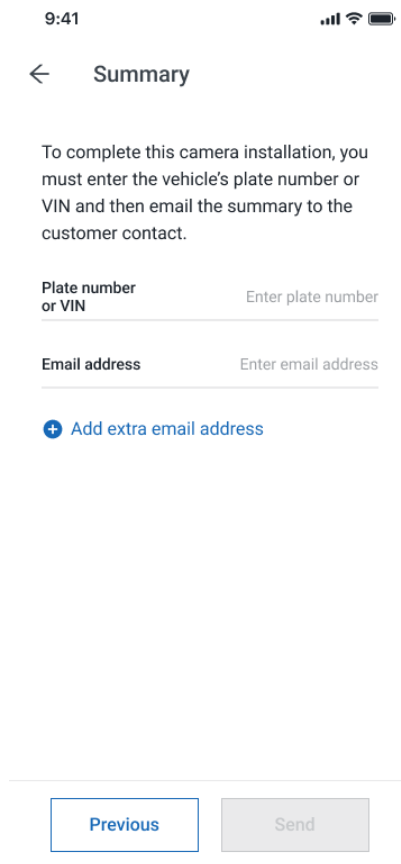 9:41
Summary
To complete this camera installation, you
must enter the vehicle’s plate number or
VIN and then email the summary to the
customer contact.
Plate number
or VIN
Enter plate number
Email address
Enter email address
Add extra email address
Previous
Send